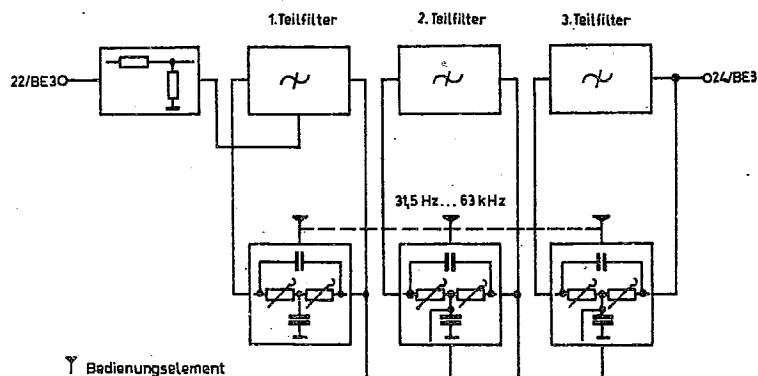 1.Teilfilter
2.Teilfilter
3.Teilfilter
22/BE3
24/BE3
31,5 Hz... 63 kHz
Bedienungselement